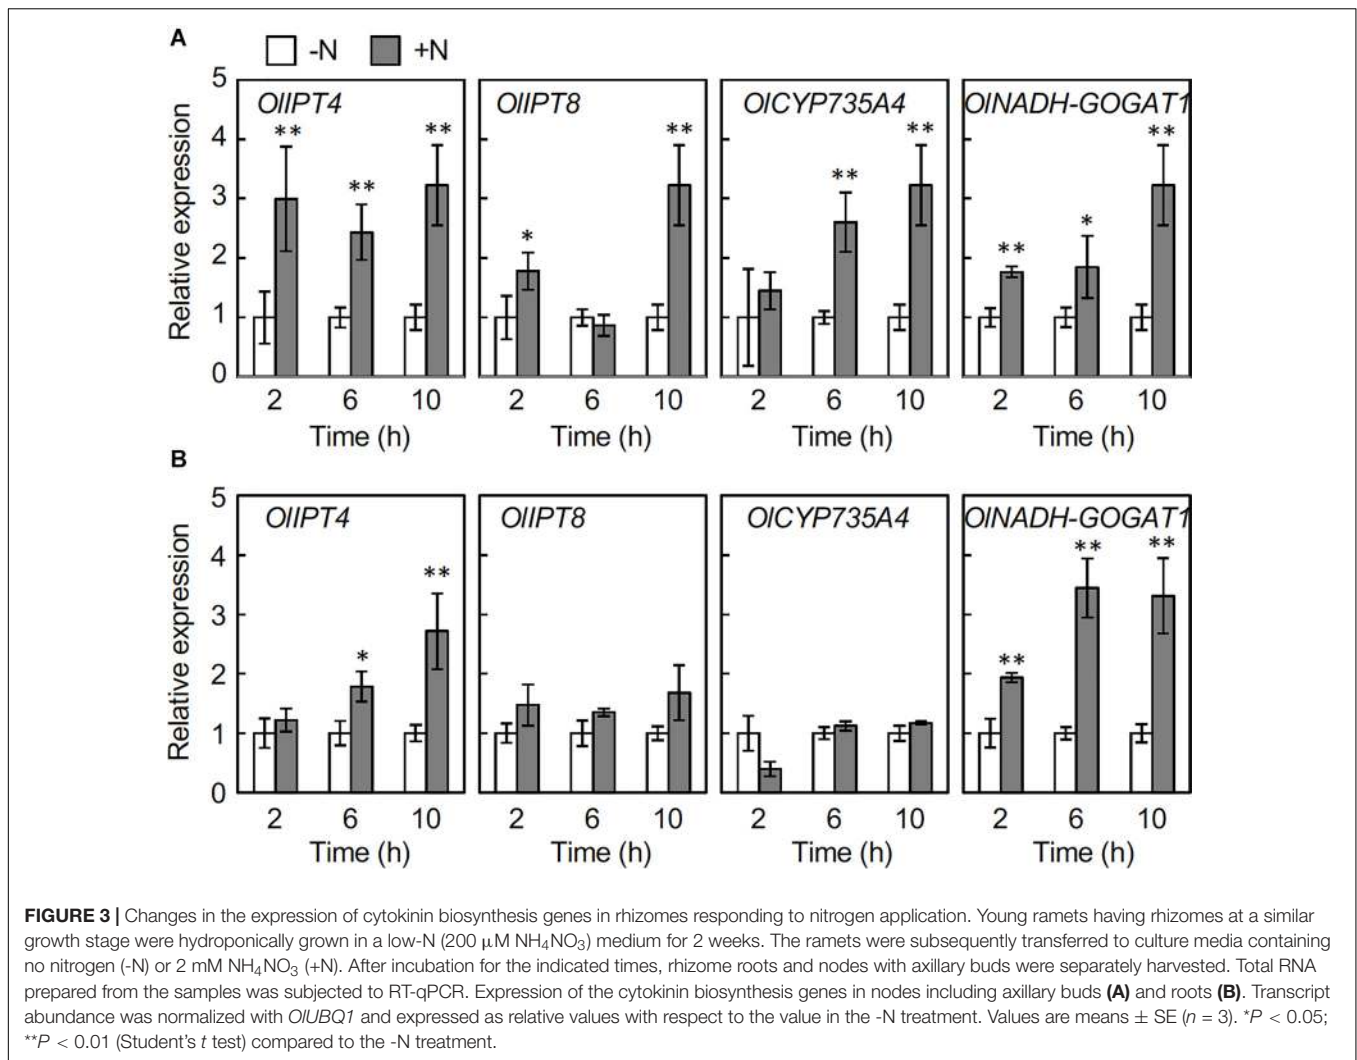 A
-N +N
5
4
3
2
1
0
Relative expression
OlIPT4 OlIPT8 OlCYP735A4 OlNADH-GOGAT1
** ** ** * ** ** ** ** * **
2 6 10 2 6 10 2 6 10 2 6 10
Time (h) Time (h) Time (h) Time (h)
B
5
4
3
2
1
0
Relative expression
OlIPT4 OlIPT8 OlCYP735A4 OlNADH-GOGAT1
* ** ** ** **
2 6 10 2 6 10 2 6 10 2 6 10
Time (h) Time (h) Time (h) Time (h)
FIGURE 3 | Changes in the expression of cytokinin biosynthesis genes in rhizomes responding to nitrogen application. Young ramets having rhizomes at a similar
growth stage were hydroponically grown in a low-N (200 μM NH₄NO₃) medium for 2 weeks. The ramets were subsequently transferred to culture media containing
no nitrogen (-N) or 2 mM NH₄NO₃ (+N). After incubation for the indicated times, rhizome roots and nodes with axillary buds were separately harvested. Total RNA
prepared from the samples was subjected to RT-qPCR. Expression of the cytokinin biosynthesis genes in nodes including axillary buds (A) and roots (B). Transcript
abundance was normalized with OlUBQ1 and expressed as relative values with respect to the value in the -N treatment. Values are means ± SE (n = 3). *P < 0.05;
**P < 0.01 (Student's t test) compared to the -N treatment.